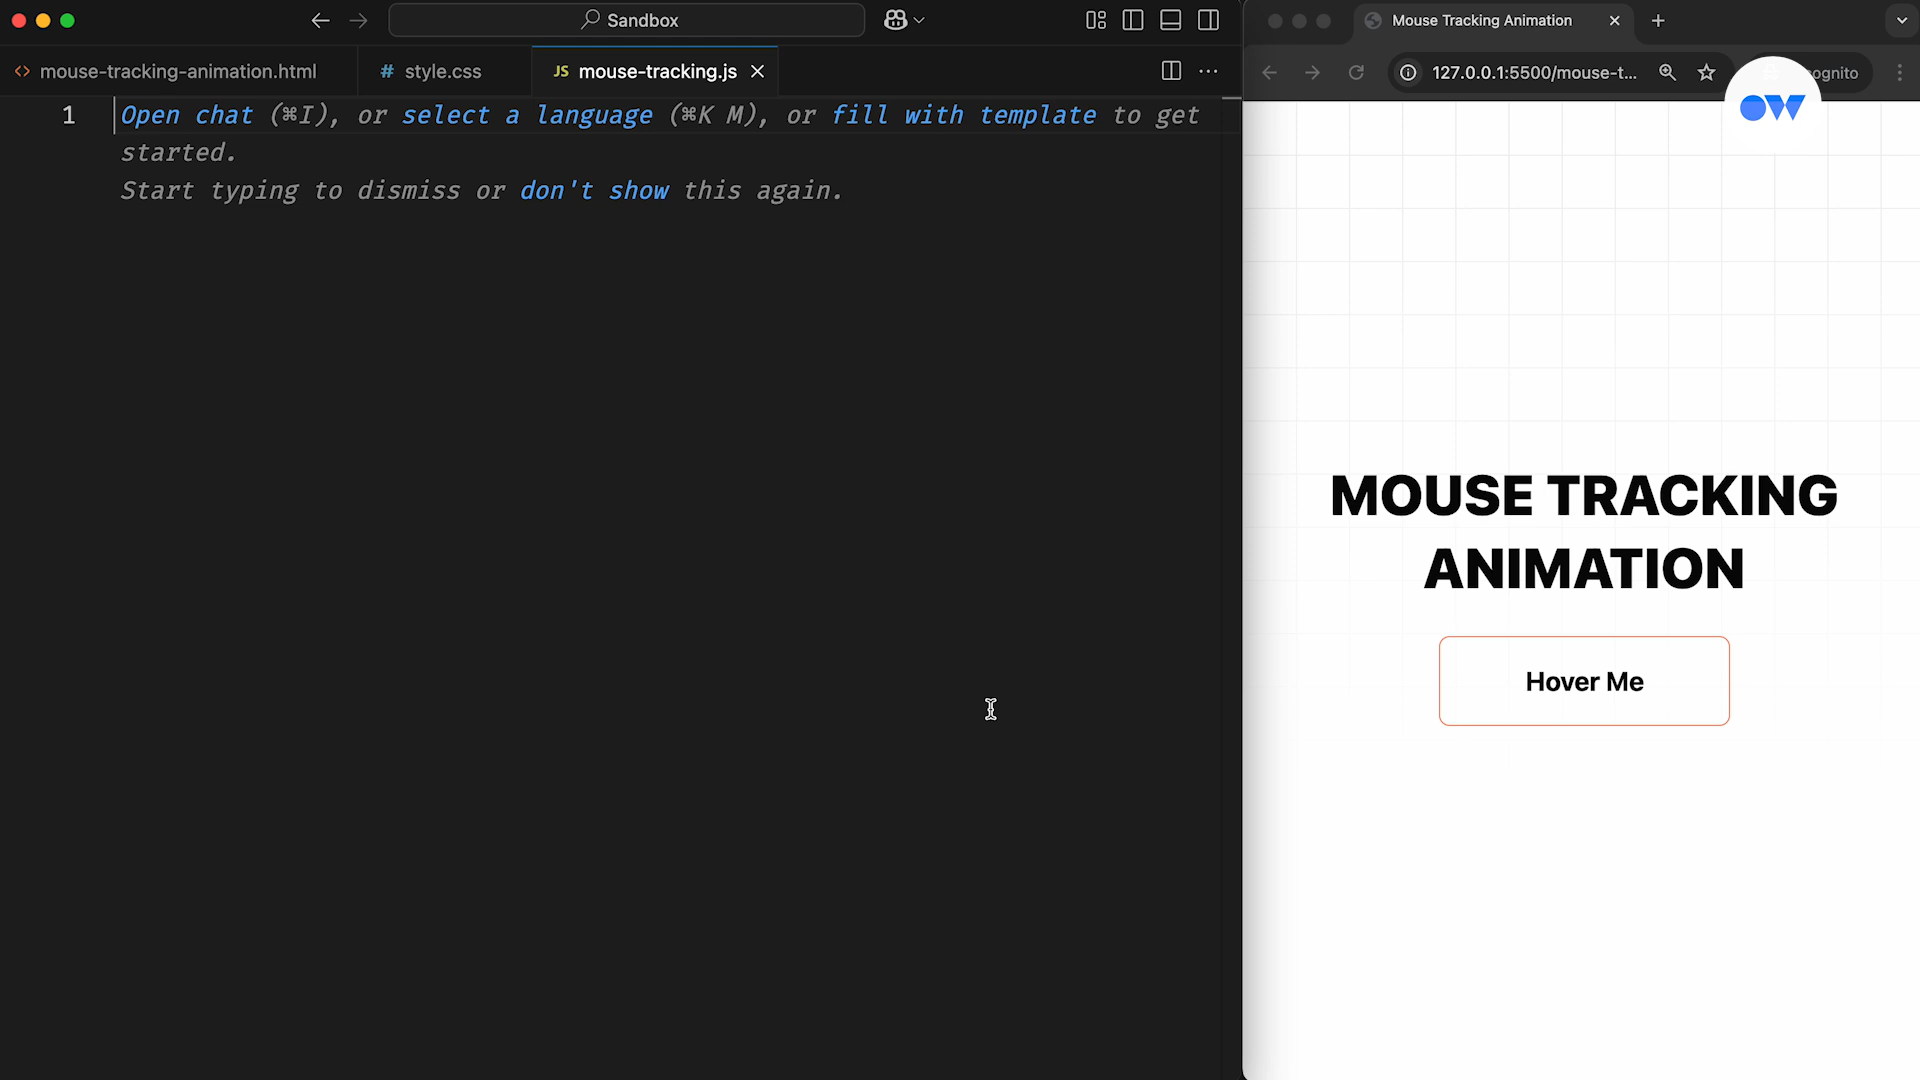 Sandbox
mouse-tracking-animation.html
# style.css
JS mouse-tracking.js
1
Open chat (⌘I), or select a language (⌘K M), or fill with template to get
started.
Start typing to dismiss or don't show this again.
Mouse Tracking Animation
127.0.0.1:5500/mouse-t...
ognito
OW
MOUSE TRACKING
ANIMATION
Hover Me